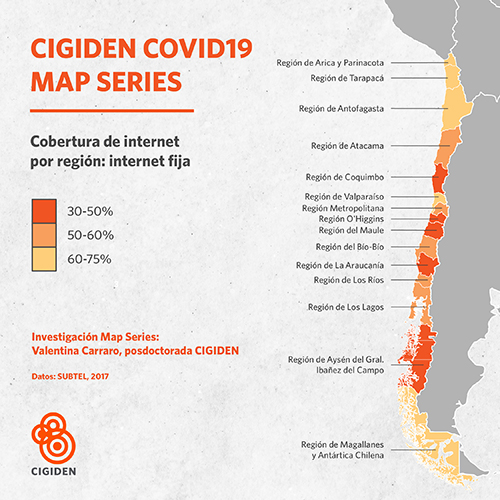 CIGIDEN COVID19
MAP SERIES
Cobertura de internet
por región: internet fija
30-50%
50-60%
60-75%
Investigación Map Series:
Valentina Carraro, posdoctorada CIGIDEN
Datos: SUBTEL, 2017
CIGIDEN
Región de Arica y Parinacota
Región de Tarapacá
Región de Antofagasta
Región de Atacama
Región de Coquimbo
Región de Valparaíso
Región Metropolitana
Región O'Higgins
Región del Maule
Región del Bío-Bío
Región de La Araucanía
Región de Los Ríos
Región de Los Lagos
Región de Aysén del Gral.
Ibañez del Campo
Región de Magallanes
y Antártica Chilena